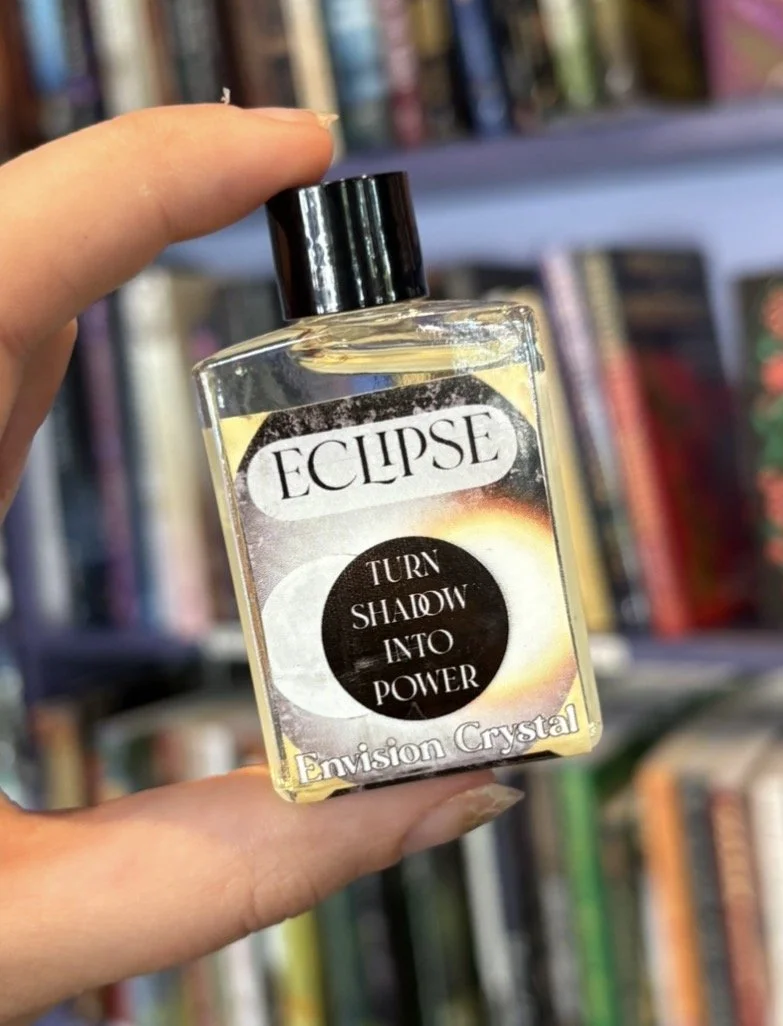 ECLIPSE
TURN
SHADOW
INTO
POWER
Envision Crystal